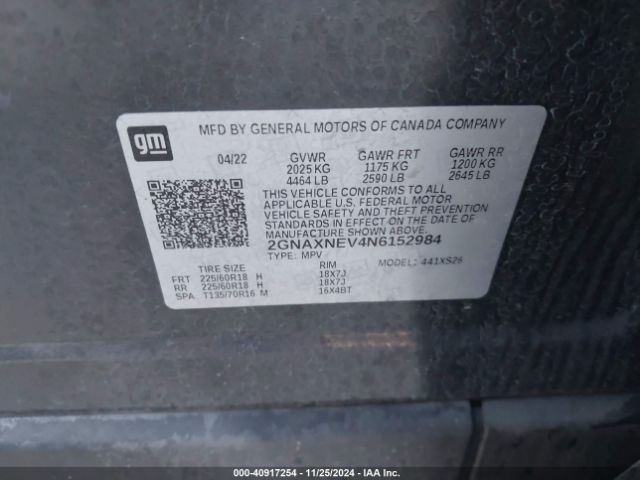 gm
MFD BY GENERAL MOTORS OF CANADA COMPANY
04/22 GVWR GAWR FRT GAWR RR
2025 KG 1175 KG 1200 KG
4464 LB 2590 LB 2645 LB
THIS VEHICLE CONFORMS TO ALL
APPLICABLE U.S. FEDERAL MOTOR
VEHICLE SAFETY AND THEFT PREVENTION
STANDARDS IN EFFECT ON THE DATE OF
2GNAXNEV4N6152984
TYPE: MPV MODEL: 441XS26
TIRE SIZE RIM
FRT 225/60R18 H 18X7J
RR 225/60R18 H 18X7J
SPA T135/70R16 M 16X4BT
000-40917254 - 11/25/2024 - IAA Inc.